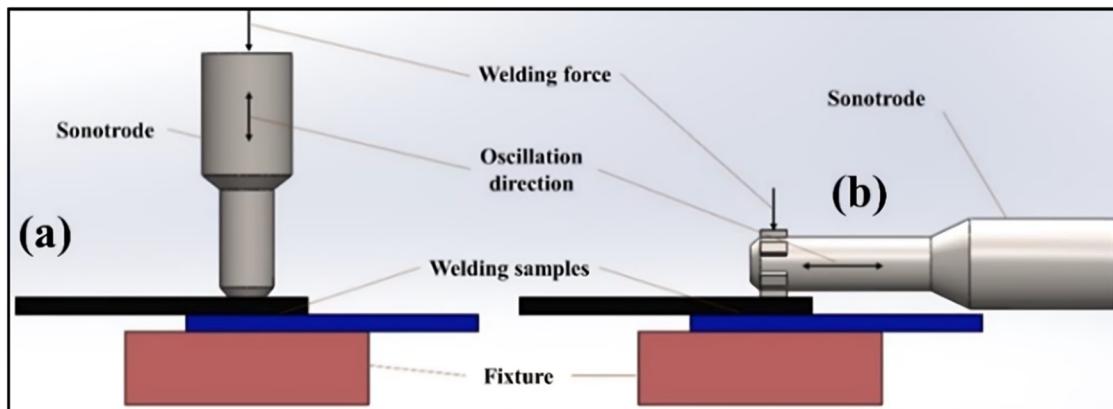 Welding force
Sonotrode
Sonotrode
Oscillation
direction
(b)
(a)
Welding samples
Fixture